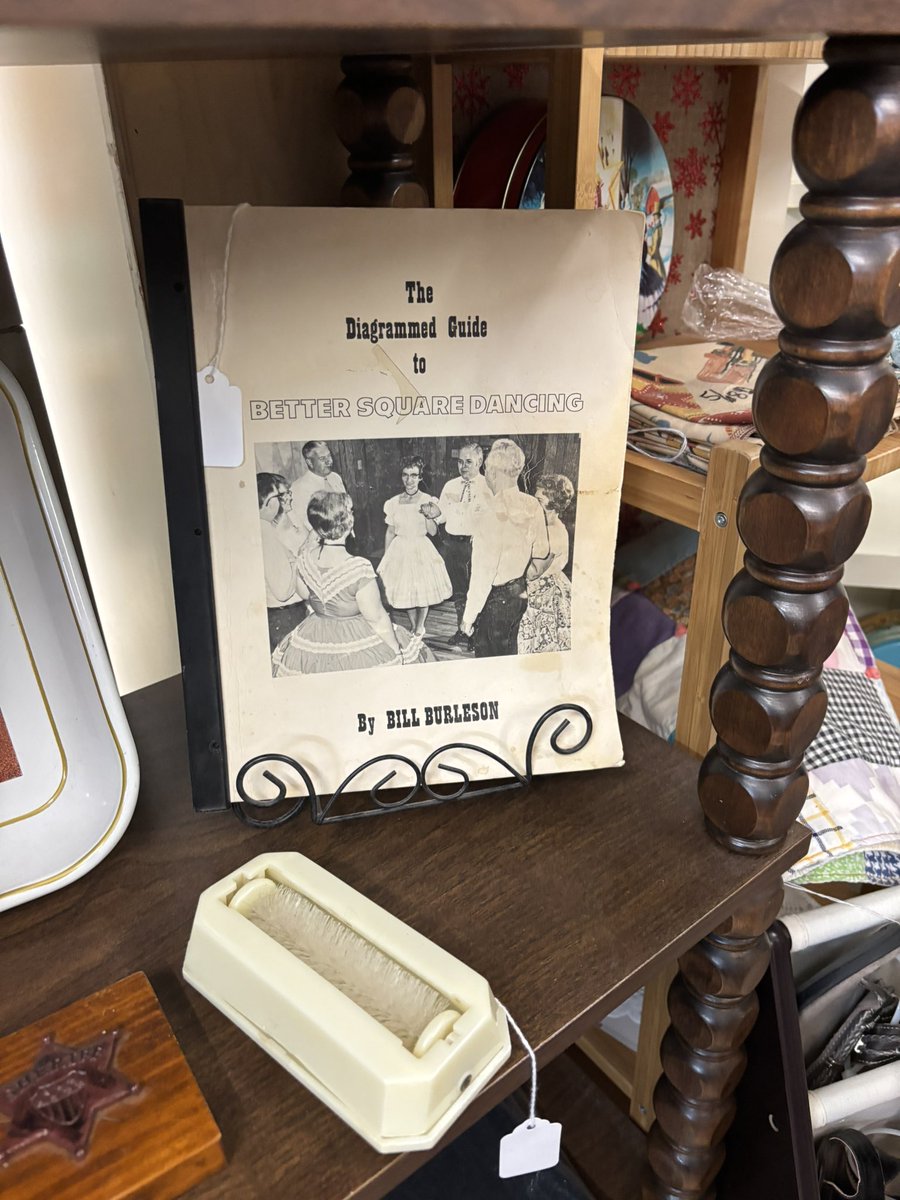 The
Diagrammed Guide
to
BETTER SQUARE DANCING
By BILL BURLESON